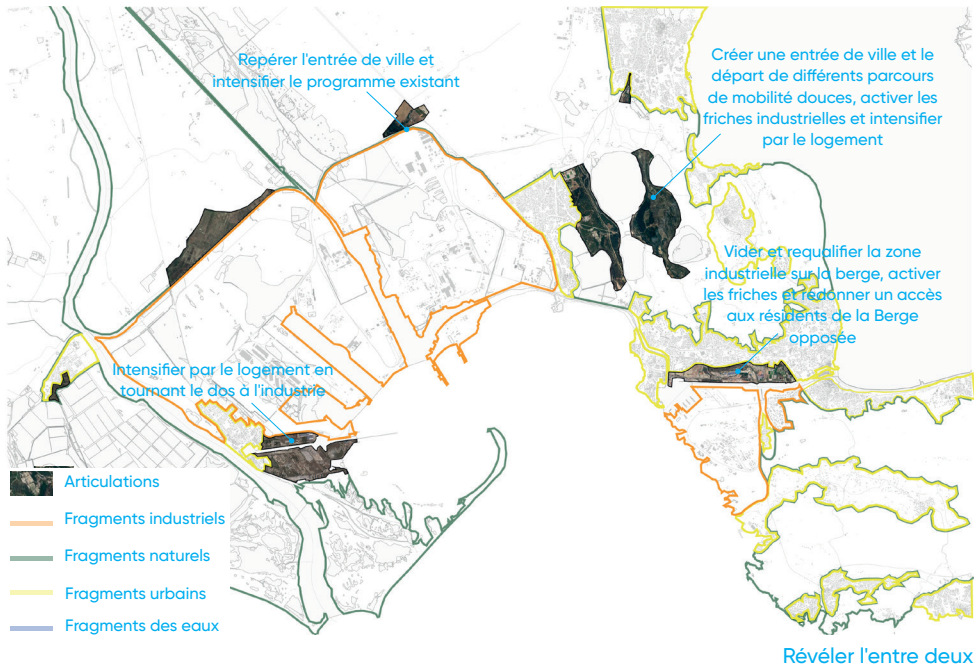 Repérer l'entrée de ville et
intensifier le programme existant
Créer une entrée de ville et le
départ de différents parcours
de mobilité douces, activer les
friches industrielles et intensifier
par le logement
Vider et requalifier la zone
industrielle sur la berge, activer
les friches et redonner un accès
aux résidents de la Berge
opposée
Intensifier par le logement en
tournant le dos à l'industrie
Articulations
Fragments industriels
Fragments naturels
Fragments urbains
Fragments des eaux
Révéler l'entre deux